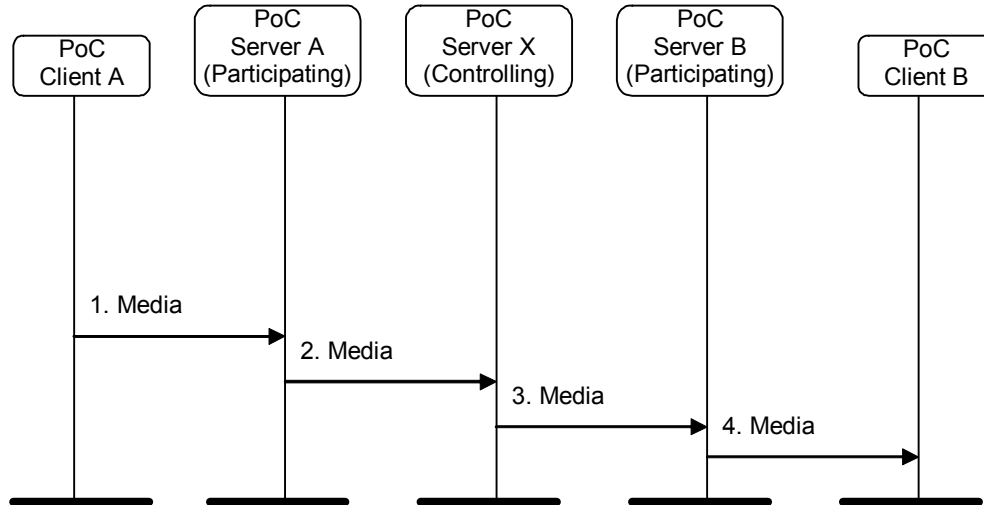 PoC
Client A
PoC
Server A
(Participating)
PoC
Server X
(Controlling)
PoC
Server B
(Participating)
PoC
Client B
1. Media
2. Media
3. Media
4. Media